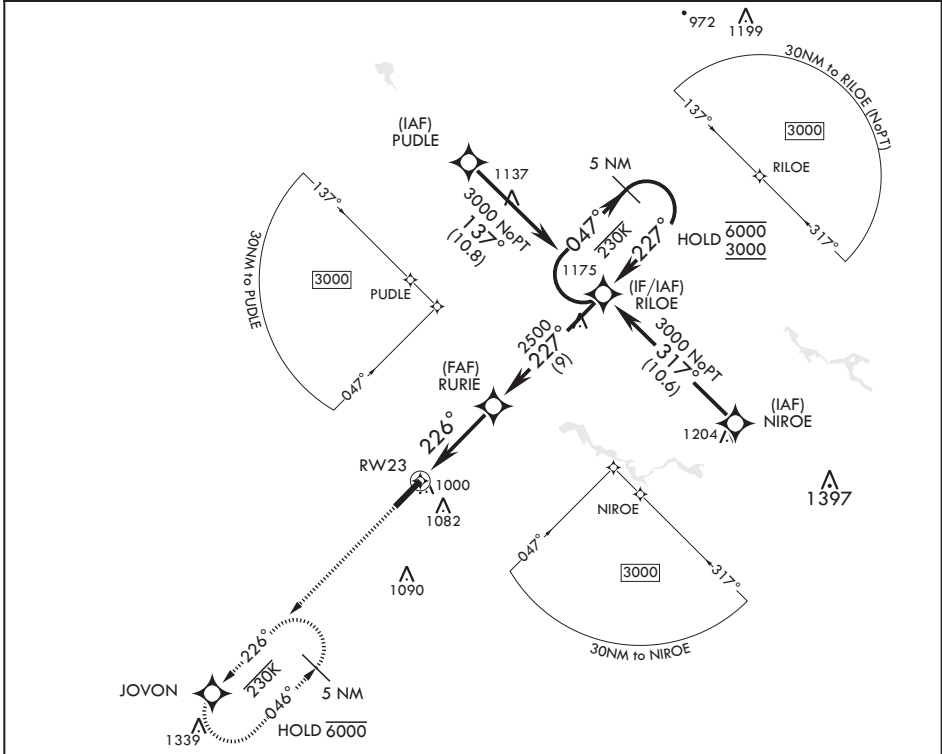 972
1199
30NM to RILOE (NoPT)
137°
3000
RILOE
317°
(IAF)
PUDLE
1137
3000 NoPT
137°
(10.8)
5 NM
047°
230K
227°
HOLD 6000
3000
1175
(IF/IAF)
RILOE
137°
30NM to PUDLE
3000
PUDLE
047°
2500
227°
(9)
3000 NoPT
317°
(10.6)
(FAF)
RURIE
(IAF)
NIROE
1204
226°
RW23
1000
1082
1397
NIROE
047°
3000
317°
30NM to NIROE
1090
226°
230K
046°
JOVON
5 NM
HOLD 6000
1339